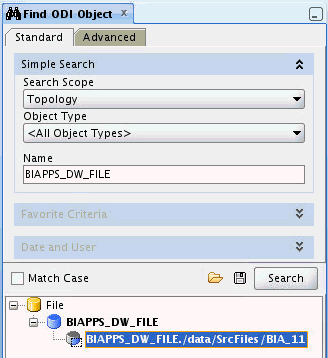 Find ODI Object
Standard
Advanced
Simple Search
Search Scope
Topology
Object Type
<All Object Types>
Name
BIAPPS_DW_FILE
Favorite Criteria
Date and User
Match Case
Search
File
BIAPPS_DW_FILE
BIAPPS_DW_FILE./data/SrcFiles/BIA_11